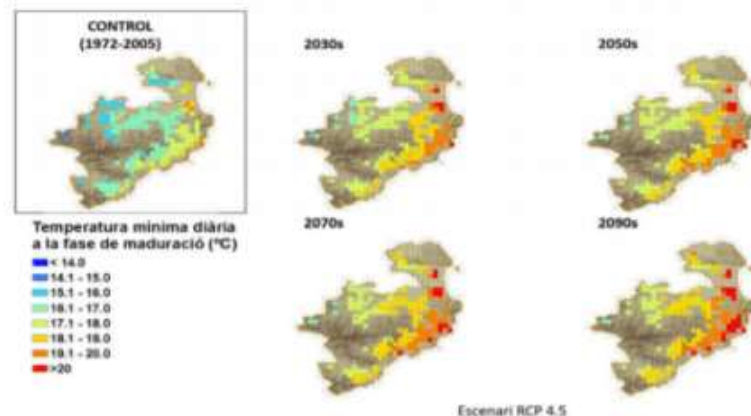 CONTROL
(1972-2005)
2030s
2050s
Temperatura mínima diària
a la fase de maduració (ºC)
< 14.0
14.1 - 15.0
15.1 - 16.0
16.1 - 17.0
17.1 - 18.0
18.1 - 19.0
19.1 - 20.0
>20
2070s
2090s
Escenari RCP 4.5